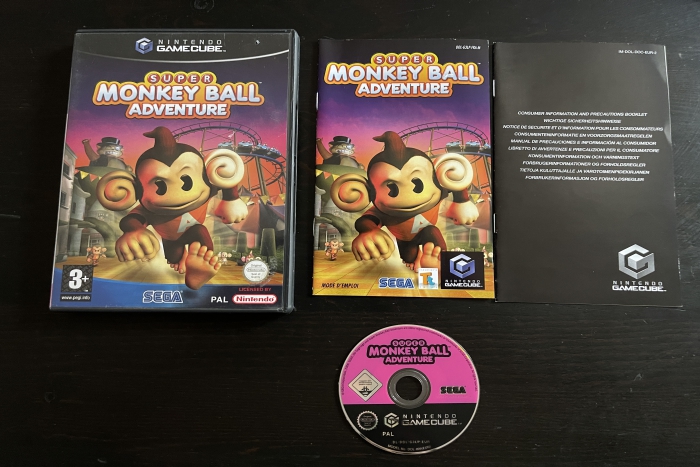 NINTENDO
GAMECUBE
SUPER
MONKEY BALL
ADVENTURE
3+
www.pegi.info
SEGA
PAL
LICENSED BY
Nintendo
SUPER
MONKEY BALL
ADVENTURE
MODE D'EMPLOI
SEGA
NINTENDO
GAMECUBE
CONSUMER INFORMATION AND PRECAUTIONS BOOKLET
WICHTIGE SICHERHEITSHINWEISE
NOTICE DE SECURITE ET D'INFORMATION POUR LES CONSOMMATEURS
CONSUMENTENINFORMATIE EN VOORZORGSMAATREGELEN
MANUAL DE PRECAUCIONES E INFORMACIÓN AL CONSUMIDOR
LIBRETTO DI AVVERTENZE E PRECAUZIONI PER IL CONSUMATORE
KONSUMENTINFORMATION OCH VARNINGSTEXT
FORBRUGERINFORMATIONER OG FORHOLDSREGLER
TIETOJA KULUTTAJALLE JA VAROTOIMENPIDEKIRJANEN
FORBRUKERINFORMASJON OG FORHOLDSREGLER
NINTENDO
GAMECUBE
SUPER
MONKEY BALL
ADVENTURE
SEGA
NINTENDO
GAMECUBE
PAL